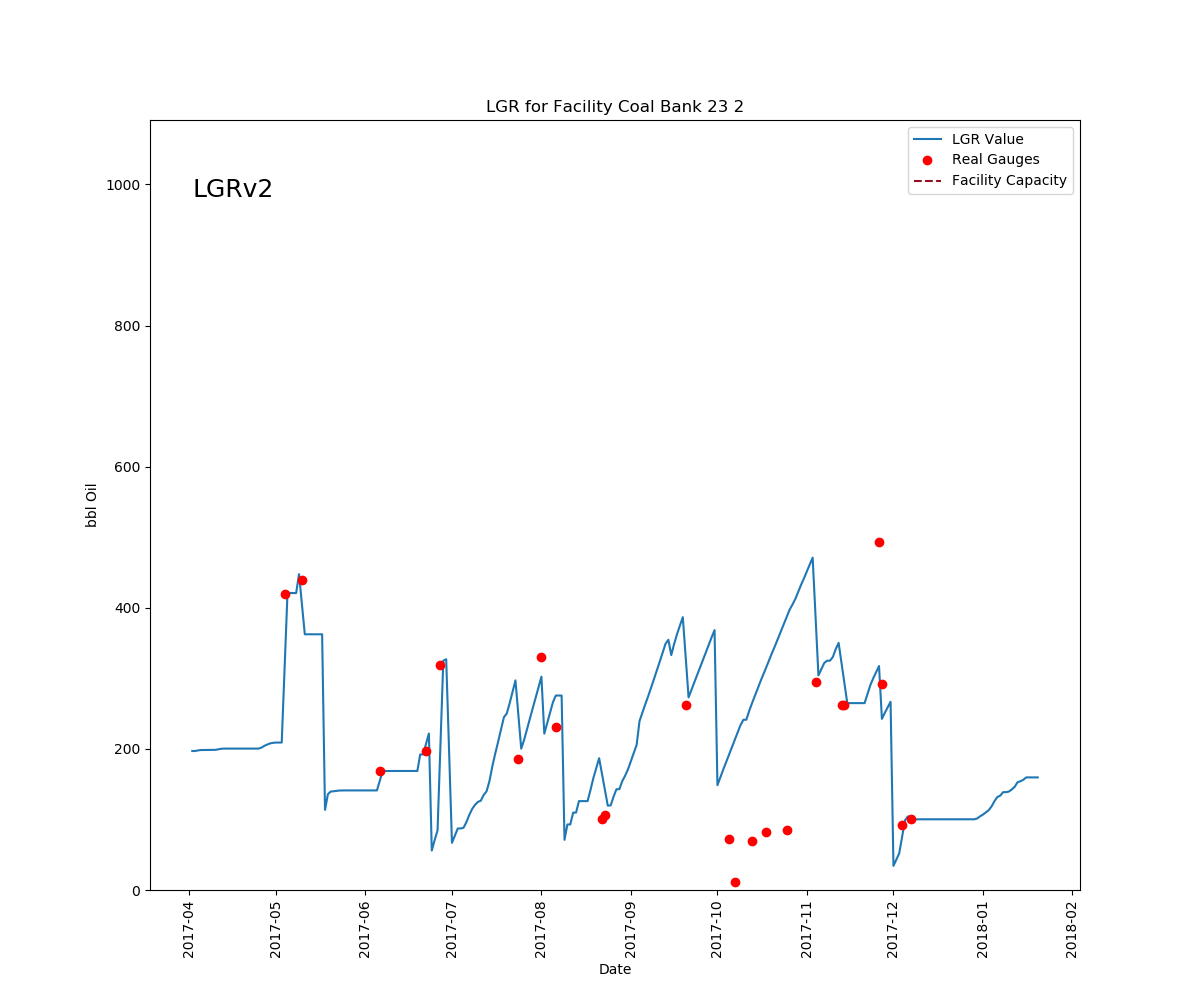 LGR for Facility Coal Bank 23 2
LGRv2
LGR Value
Real Gauges
Facility Capacity
bbl Oil
1000
800
600
400
200
0
2017-04
2017-05
2017-06
2017-07
2017-08
2017-09
2017-10
2017-11
2017-12
2018-01
2018-02
Date